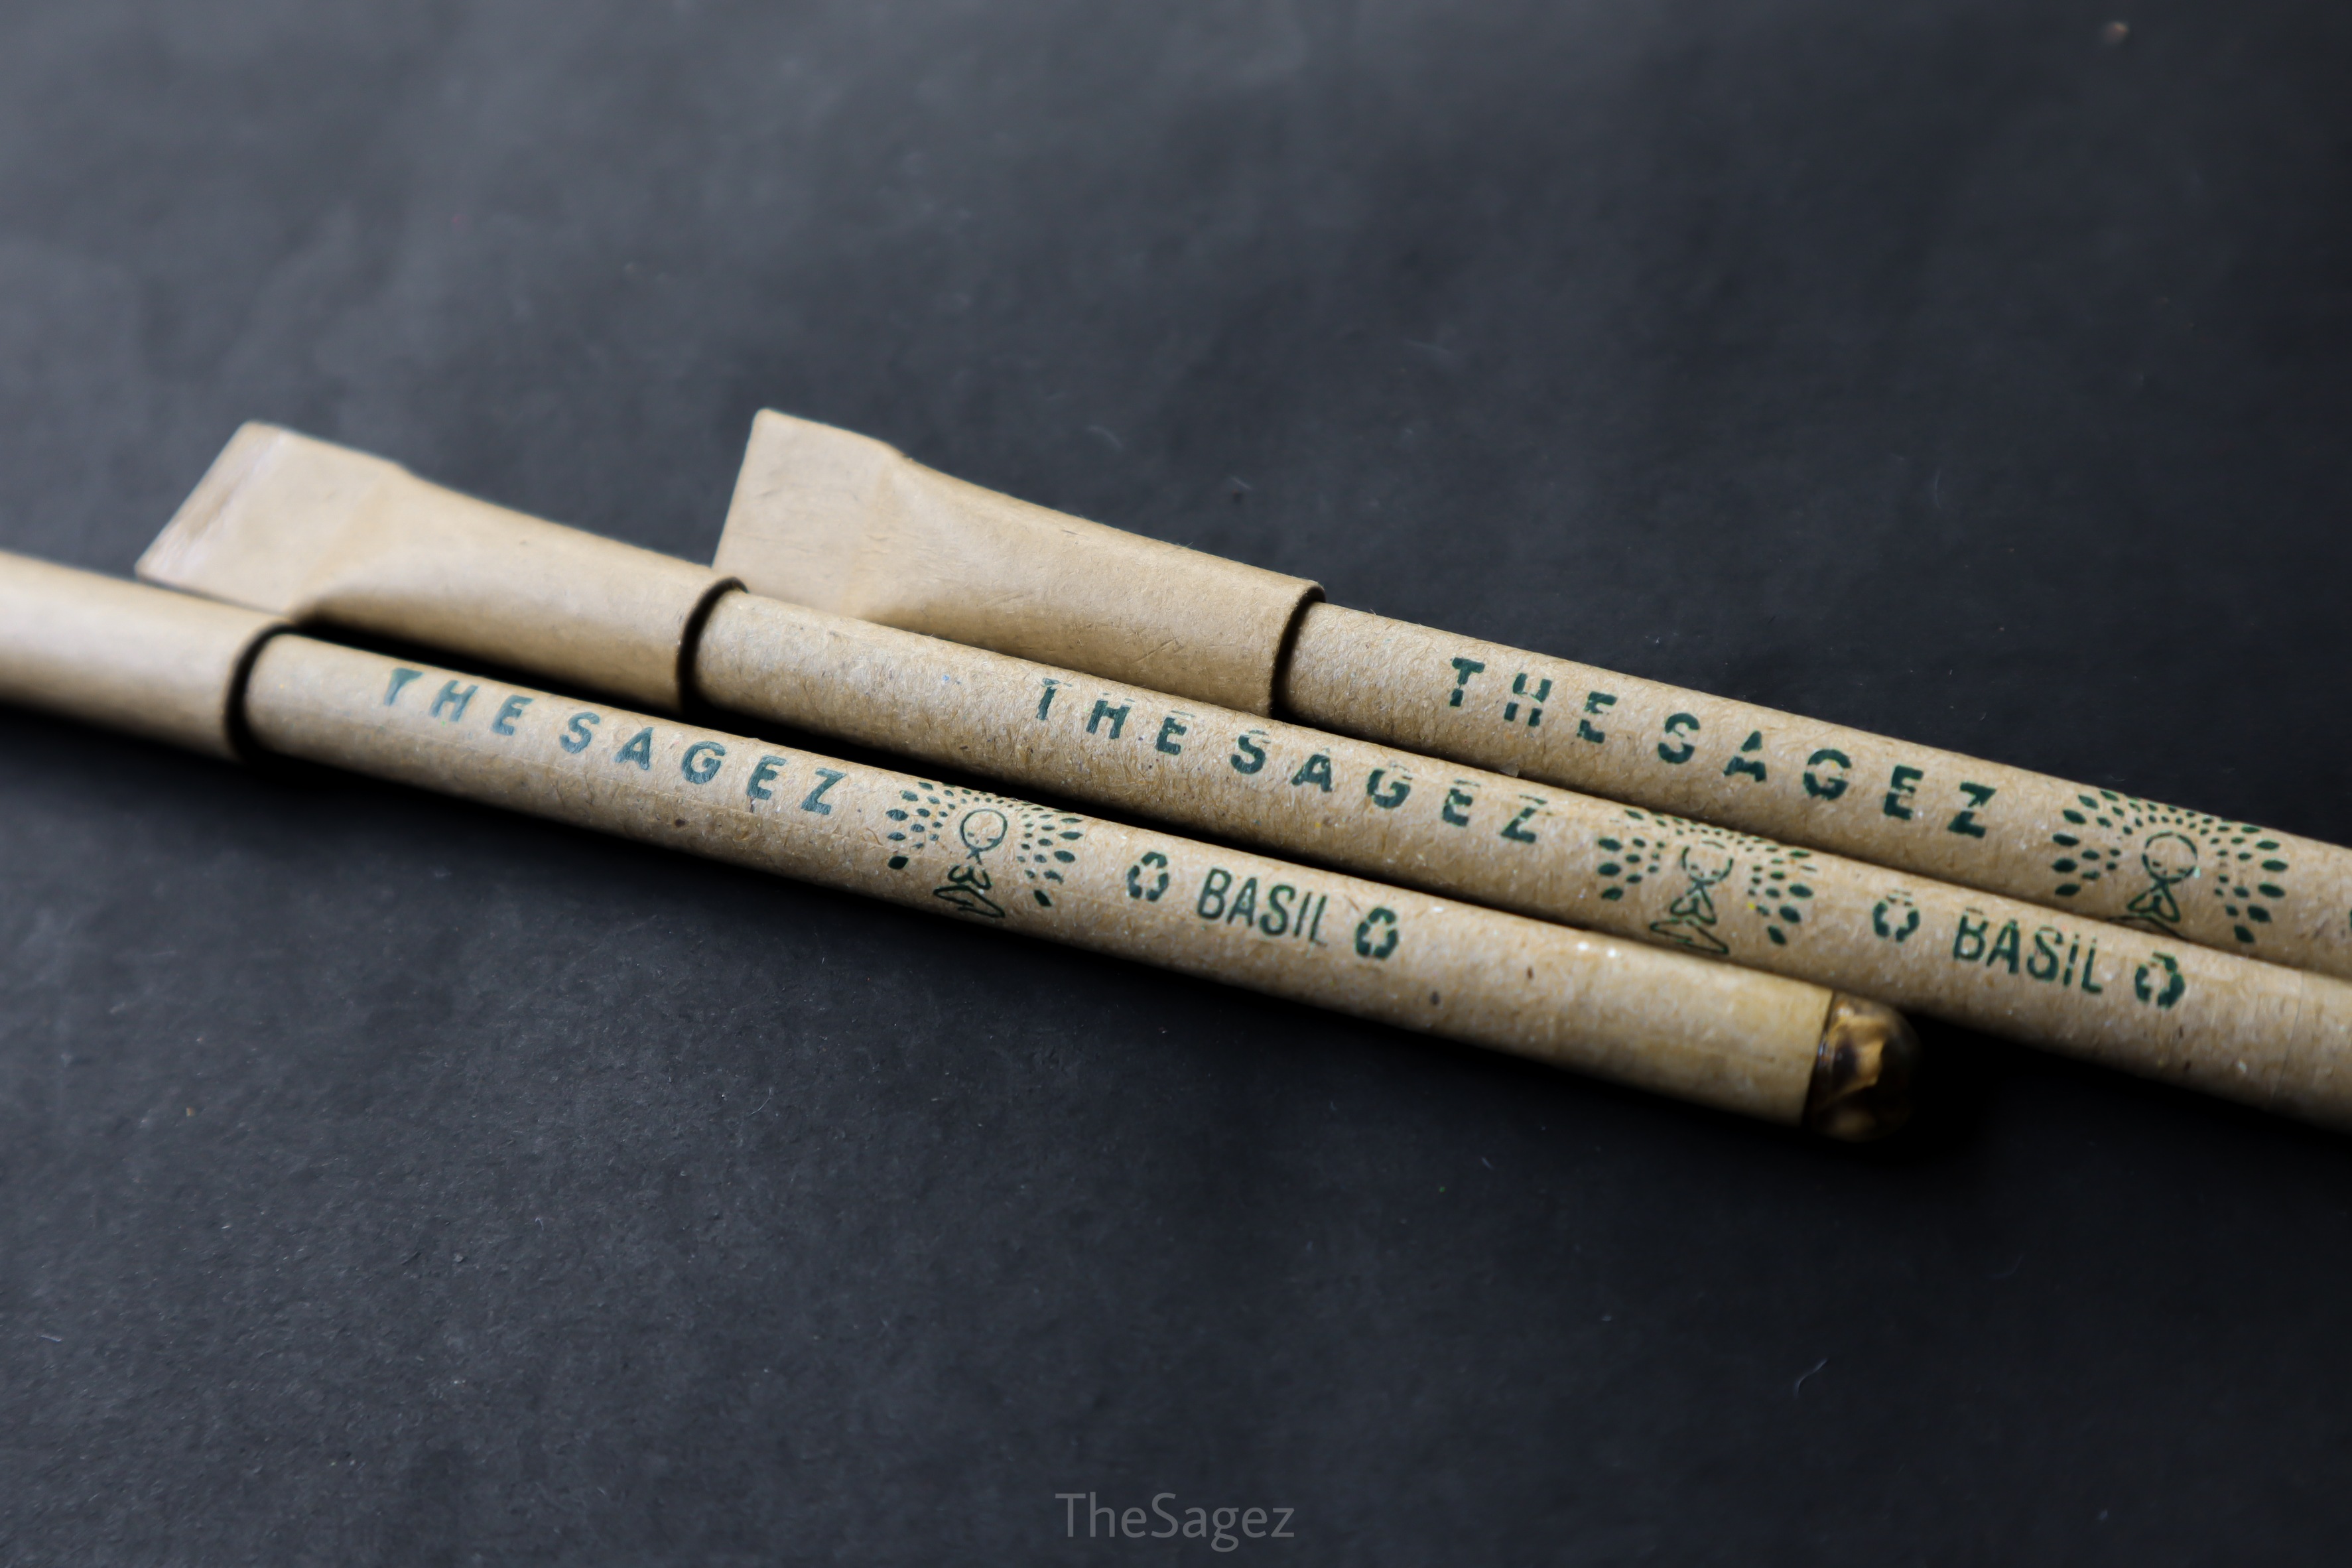 THE SAGEZ ♻ BASIL ♻
THE SAGEZ ♻ BASIL ♻
THE SAGEZ
TheSagez